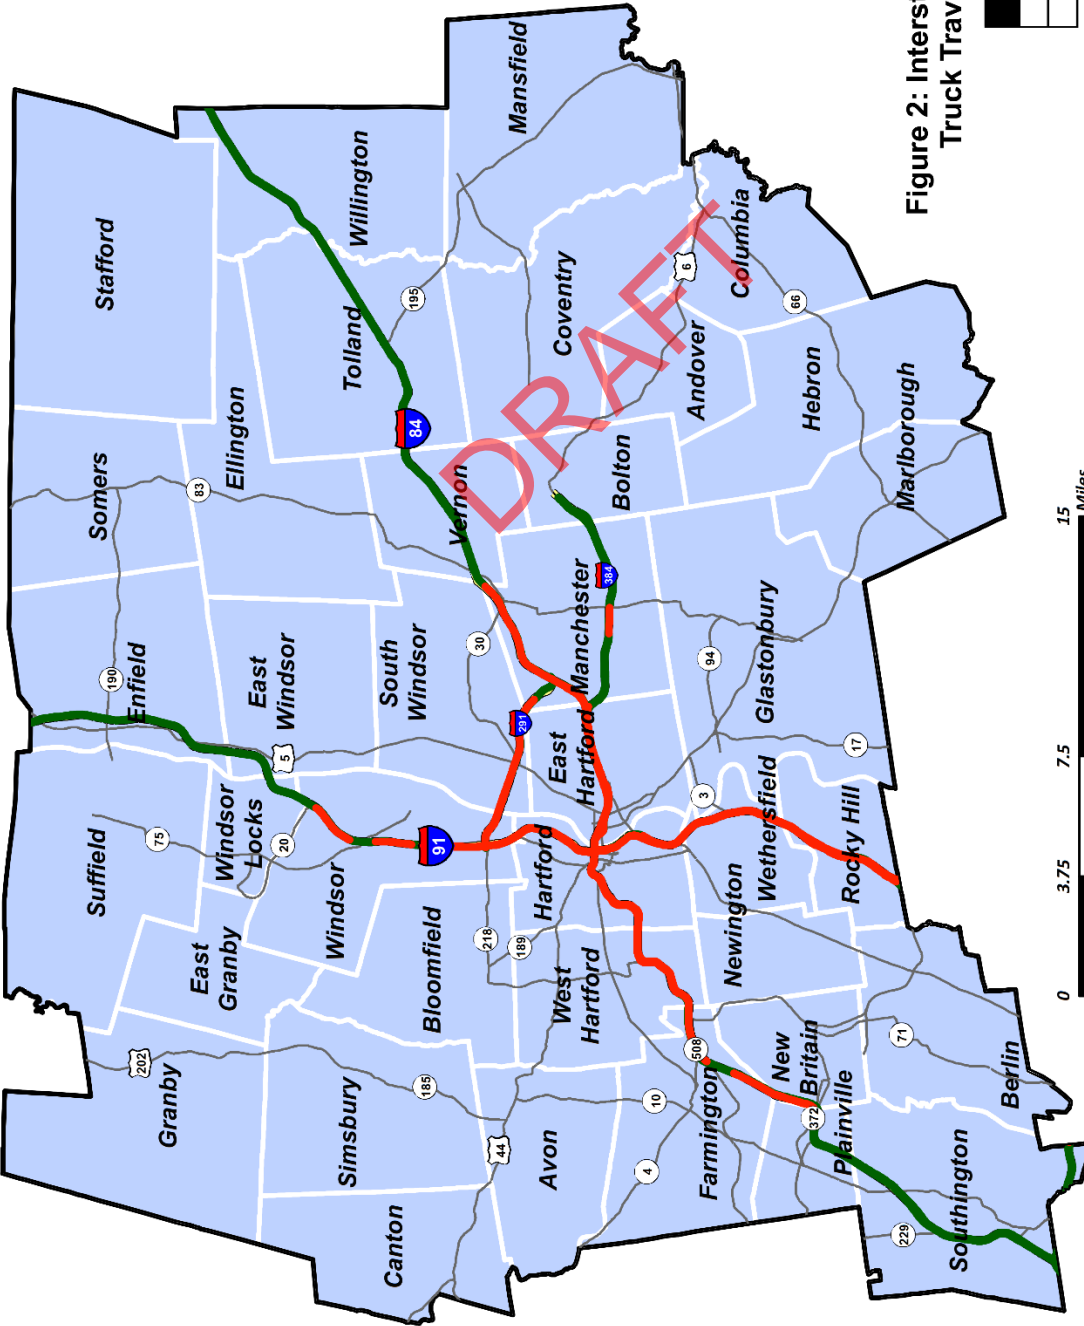 Stafford
Mansfield
Willington
Somers
Ellington
Tolland
195
83
84
Coventry
Columbia
6
66
Andover
Hebron
Marlborough
Vernon
Bolton
DRAFT
Enfield
190
East
Windsor
South
Windsor
5
30
291
Manchester
384
East
Hartford
94
Glastonbury
17
3
Suffield
75
Windsor
Locks
20
91
East
Granby
Windsor
Bloomfield
218
189
Hartford
West
Hartford
Newington
Wethersfield
Rocky Hill
202
Granby
Simsbury
185
44
Canton
Avon
10
4
508
Farmington
New
Britain
372
Plainville
71
Berlin
229
Southington
Figure 2: Interst
Truck Trav
0
3.75
7.5
15
Miles